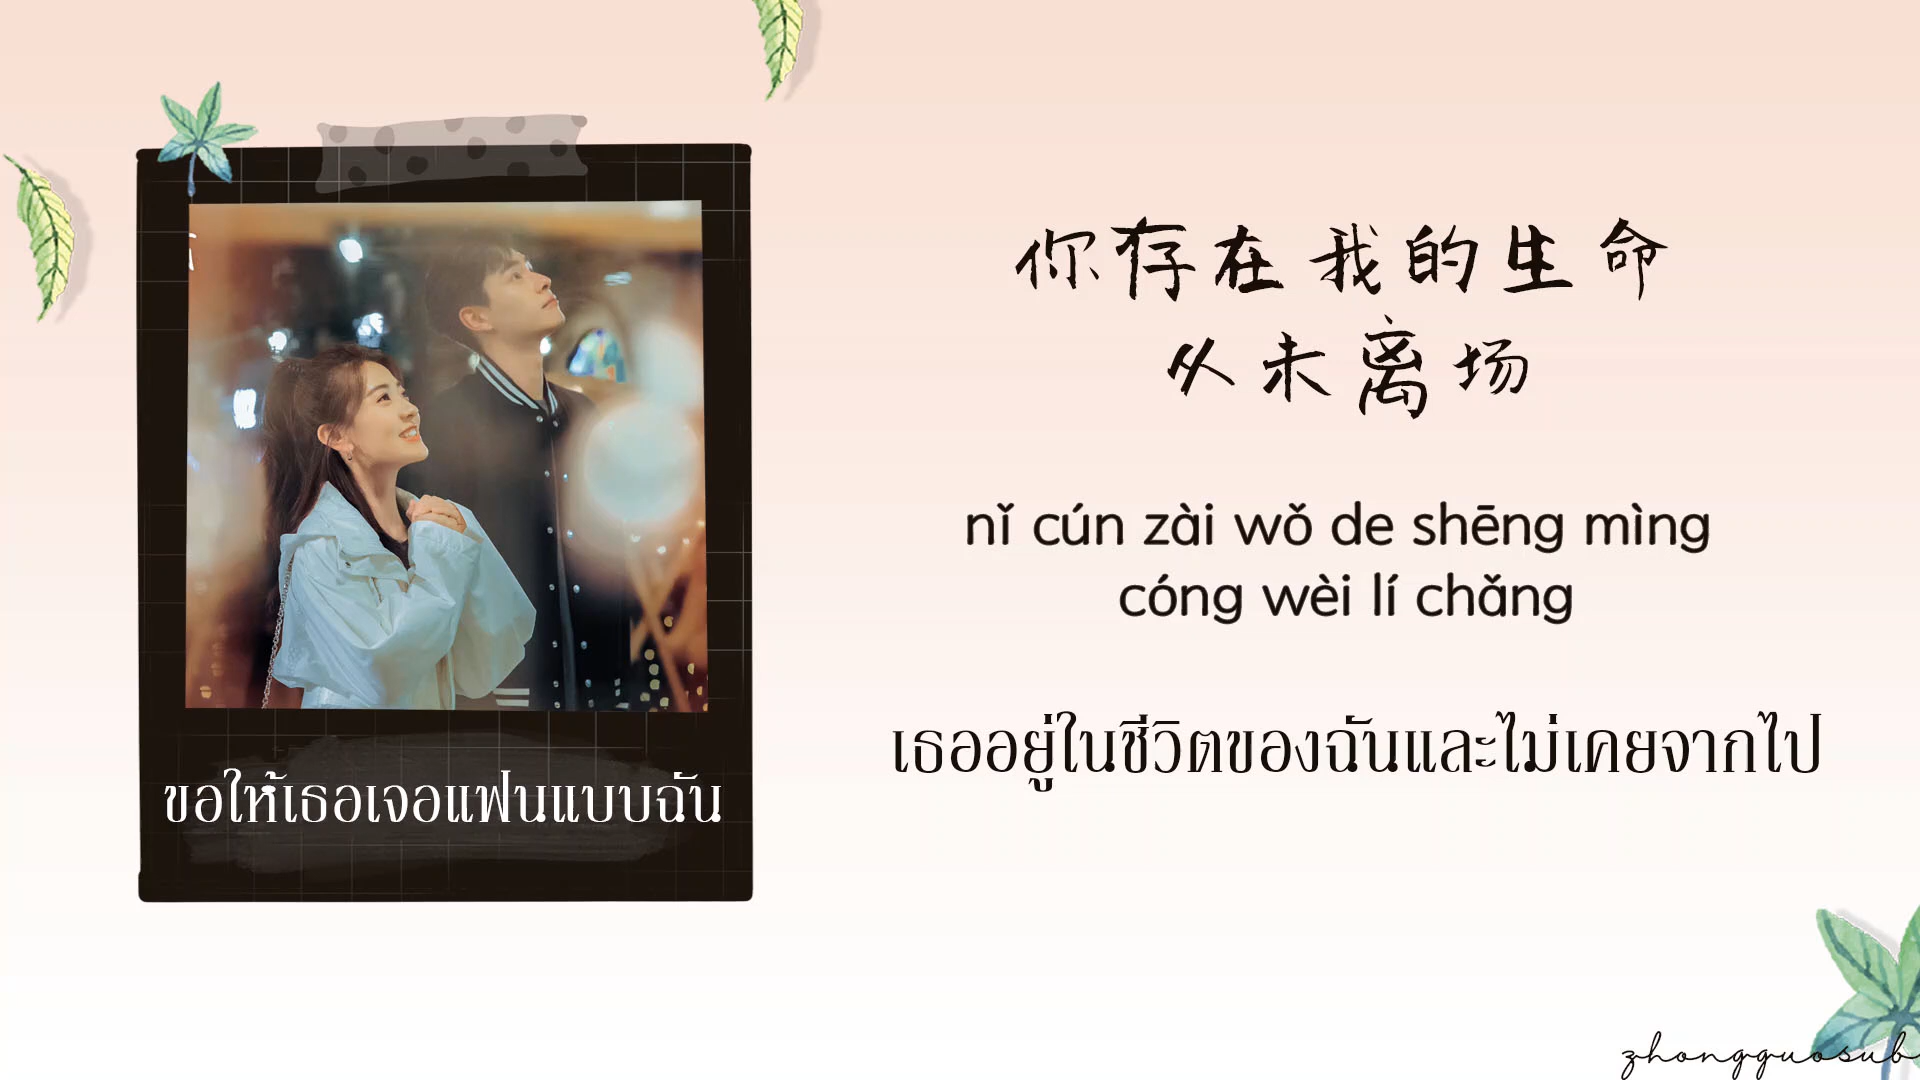 你存在我的生命
从未离场
nǐ cún zài wǒ de shēng mìng
cóng wèi lí chǎng
เธออยู่ในชีวิตของฉันและไม่เคยจากไป
ขอให้เธอเจอแฟนแบบฉัน
zhongguosub